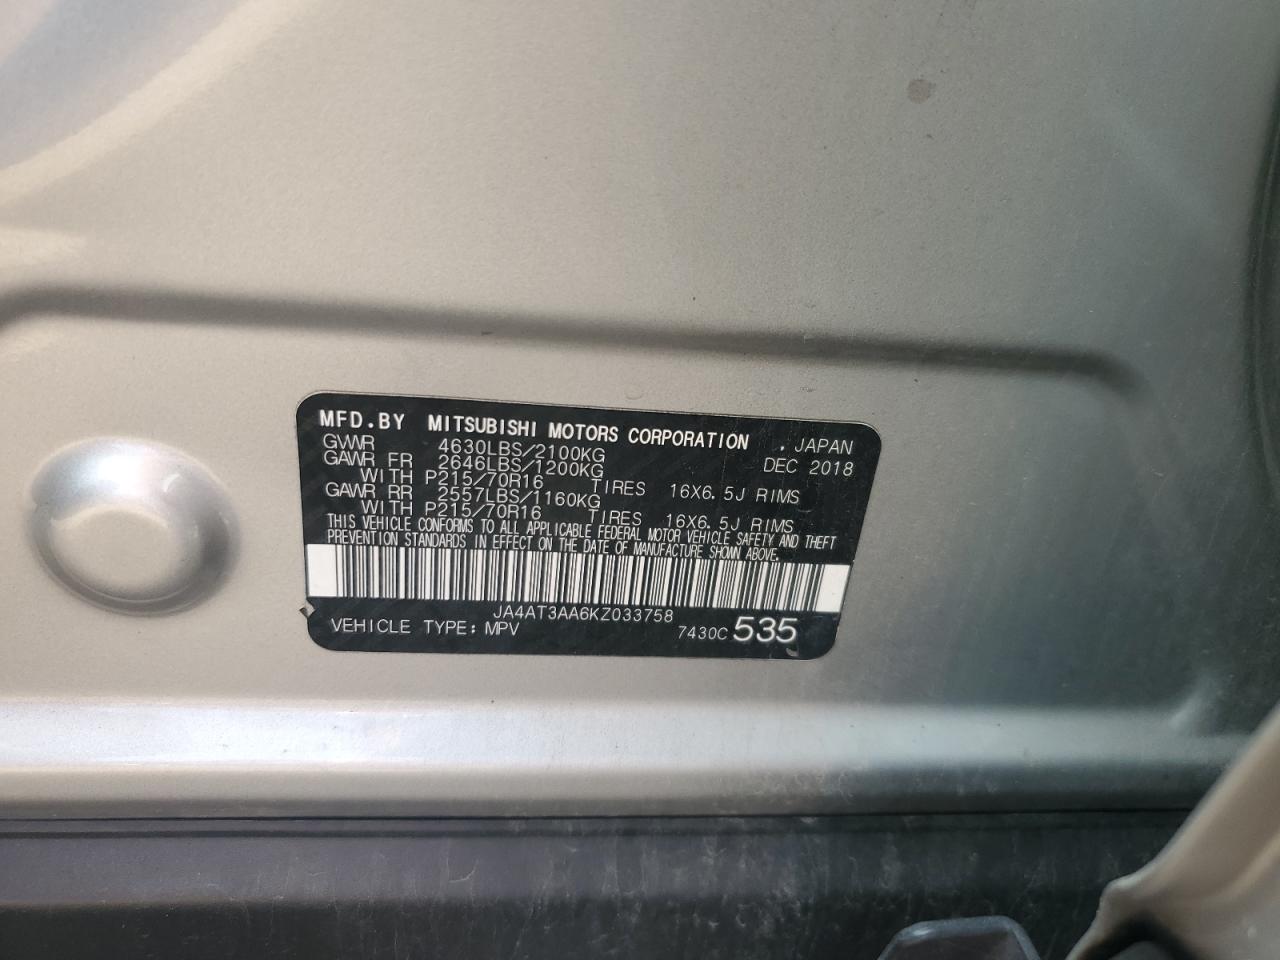 MFD.BY MITSUBISHI MOTORS CORPORATION , JAPAN
GVWR 4630LBS/2100KG DEC 2018
GAWR FR 2646LBS/1200KG
WITH P215/70R16 TIRES 16X6.5J RIMS
GAWR RR 2557LBS/1160KG
WITH P215/70R16 TIRES 16X6.5J RIMS
THIS VEHICLE CONFORMS TO ALL APPLICABLE FEDERAL MOTOR VEHICLE SAFETY AND THEFT
PREVENTION STANDARDS IN EFFECT ON THE DATE OF MANUFACTURE SHOWN ABOVE.
JA4AT3AA6KZ033758
VEHICLE TYPE: MPV 7430C 535